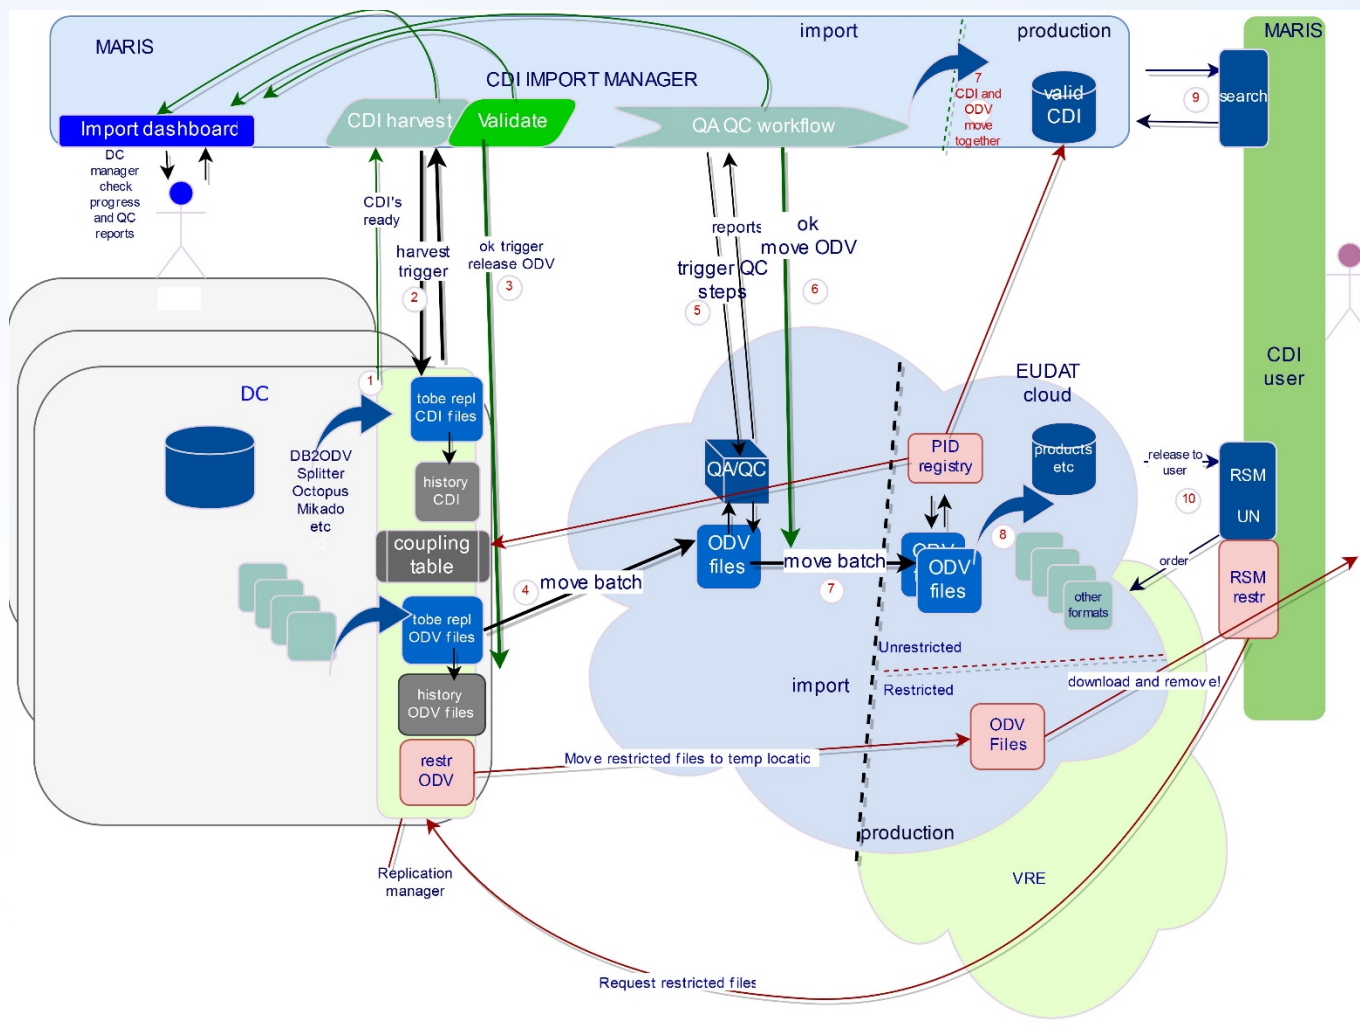 MARIS
import
production
MARIS
CDI IMPORT MANAGER
7
CDI and
ODV
move
together
valid
CDI
9
search
Import dashboard
CDI harvest
Validate
QA QC workflow
DC
manager
check
progress
and QC
reports
CDI's
ready
harvest
trigger
2
ok trigger
release ODV
3
reports
trigger QC
steps
5
ok
move ODV
6
CDI
user
DC
1
tobe repl
CDI files
EUDAT
cloud
DB2ODV
Splitter
Octopus
Mikado
etc
history
CDI
QA/QC
PID
registry
products
etc
release to
user
10
RSM
UN
coupling
table
ODV
files
move batch
4
move batch
7
ODV
files
8
other
formats
order
RSM
restr
tobe repl
ODV files
Unrestricted
Restricted
import
download and remove!
history
ODV files
restr
ODV
Move restricted files to temp locatic
ODV
Files
production
Replication
manager
VRE
Request restricted files